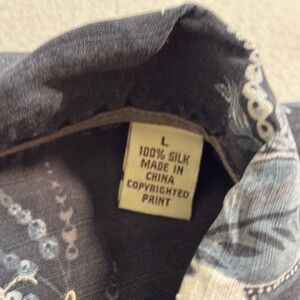 L
100% SILK
MADE IN
CHINA
COPYRIGHTED
PRINT